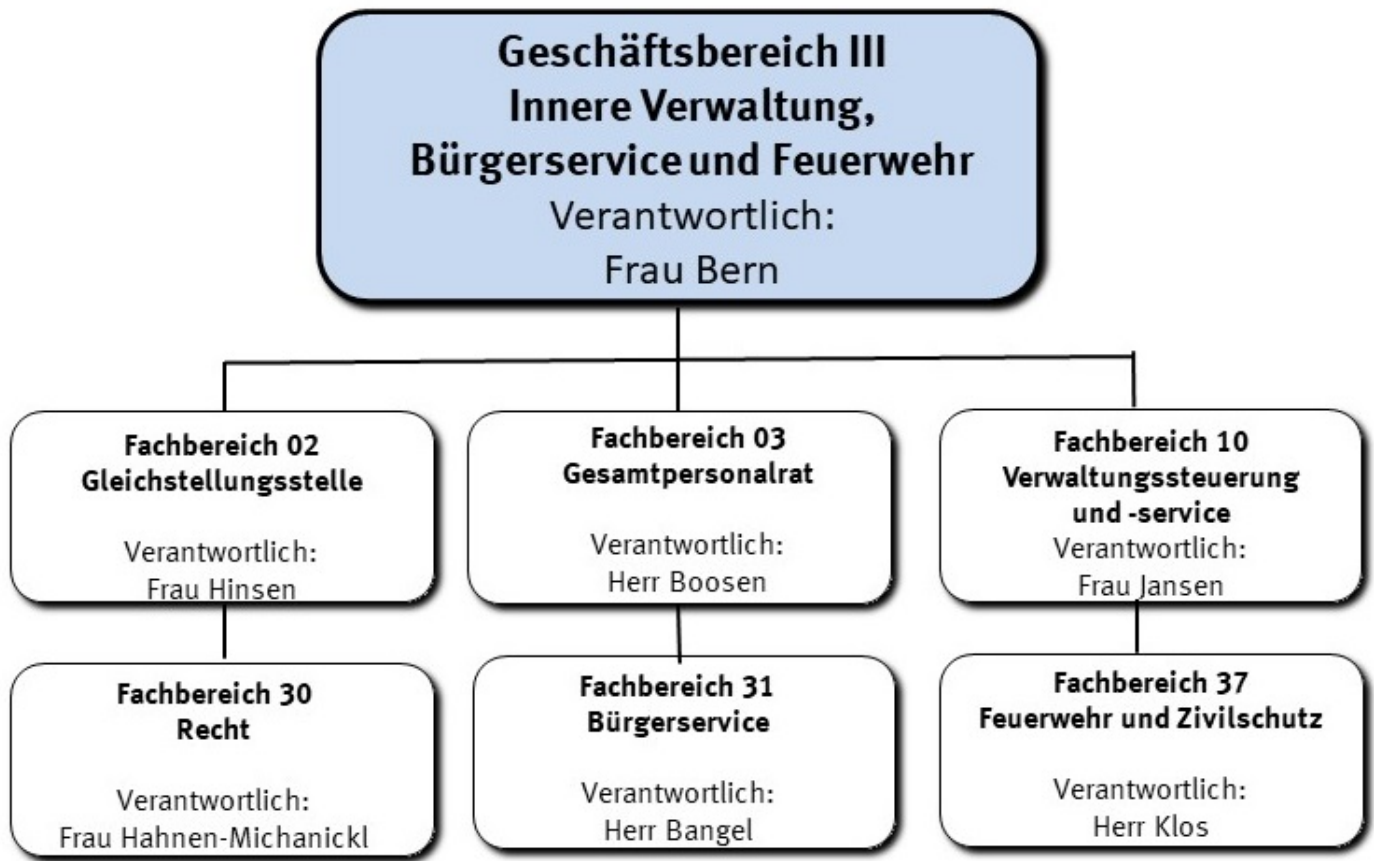 Geschäftsbereich III
Innere Verwaltung,
Bürgerservice und Feuerwehr
Verantwortlich:
Frau Bern
Fachbereich 02
Gleichstellungsstelle
Verantwortlich:
Frau Hinsen
Fachbereich 03
Gesamtpersonalrat
Verantwortlich:
Herr Boosen
Fachbereich 10
Verwaltungssteuerung
und -service
Verantwortlich:
Frau Jansen
Fachbereich 30
Recht
Verantwortlich:
Frau Hahnen-Michanickl
Fachbereich 31
Bürgerservice
Verantwortlich:
Herr Bangel
Fachbereich 37
Feuerwehr und Zivilschutz
Verantwortlich:
Herr Klos